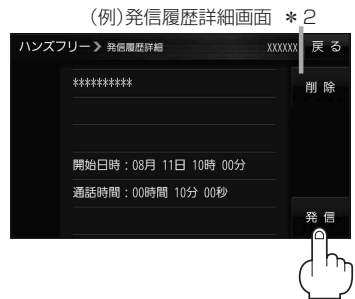 (例)発信履歴詳細画面 *2
ハンズフリー》発信履歴詳細 XXXXXX 戻る
********** 削除
開始日時:08月 11日 10時 00分
通話時間:00時間 10分 00秒
発信